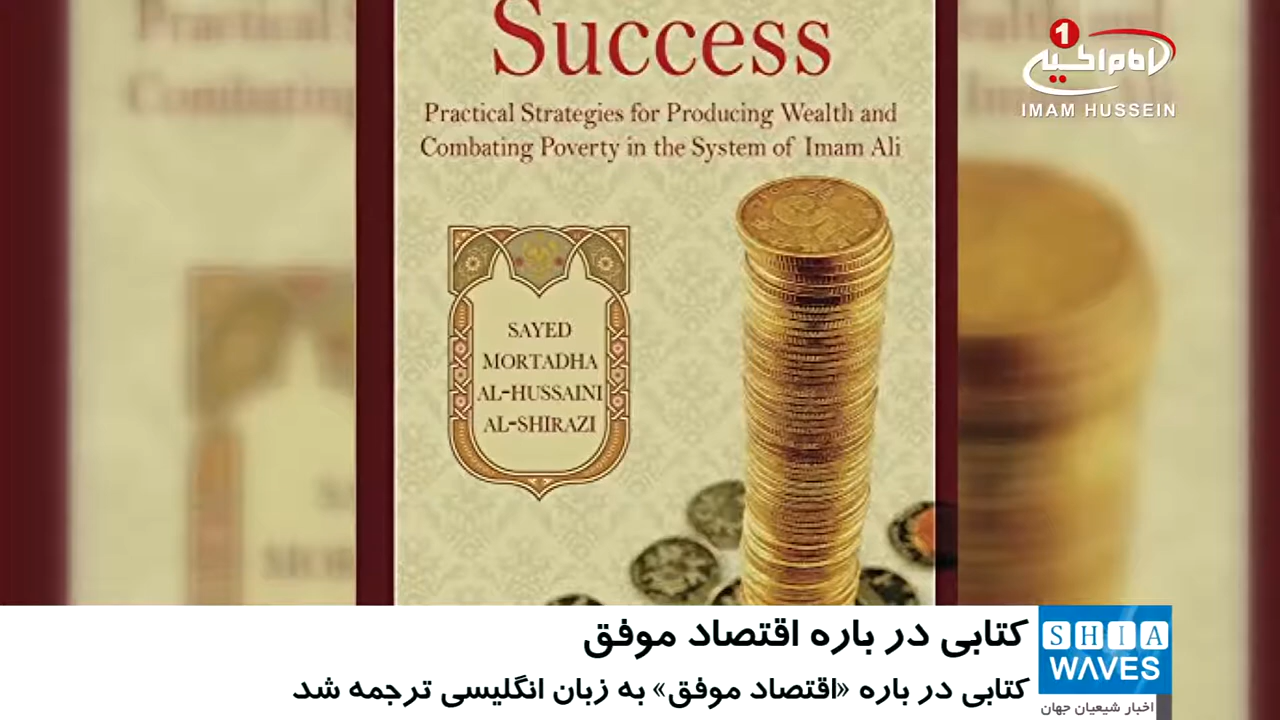 Success
Practical Strategies for Producing Wealth and
Combating Poverty in the System of Imam Ali
SAYED
MORTADHA
AL-HUSSAINI
AL-SHIRAZI
1
IMAM HUSSEIN
کتابی در باره اقتصاد موفق
کتابی در باره «اقتصاد موفق» به زبان انگلیسی ترجمه شد
SHIA
WAVES
اخبار شیعیان جهان